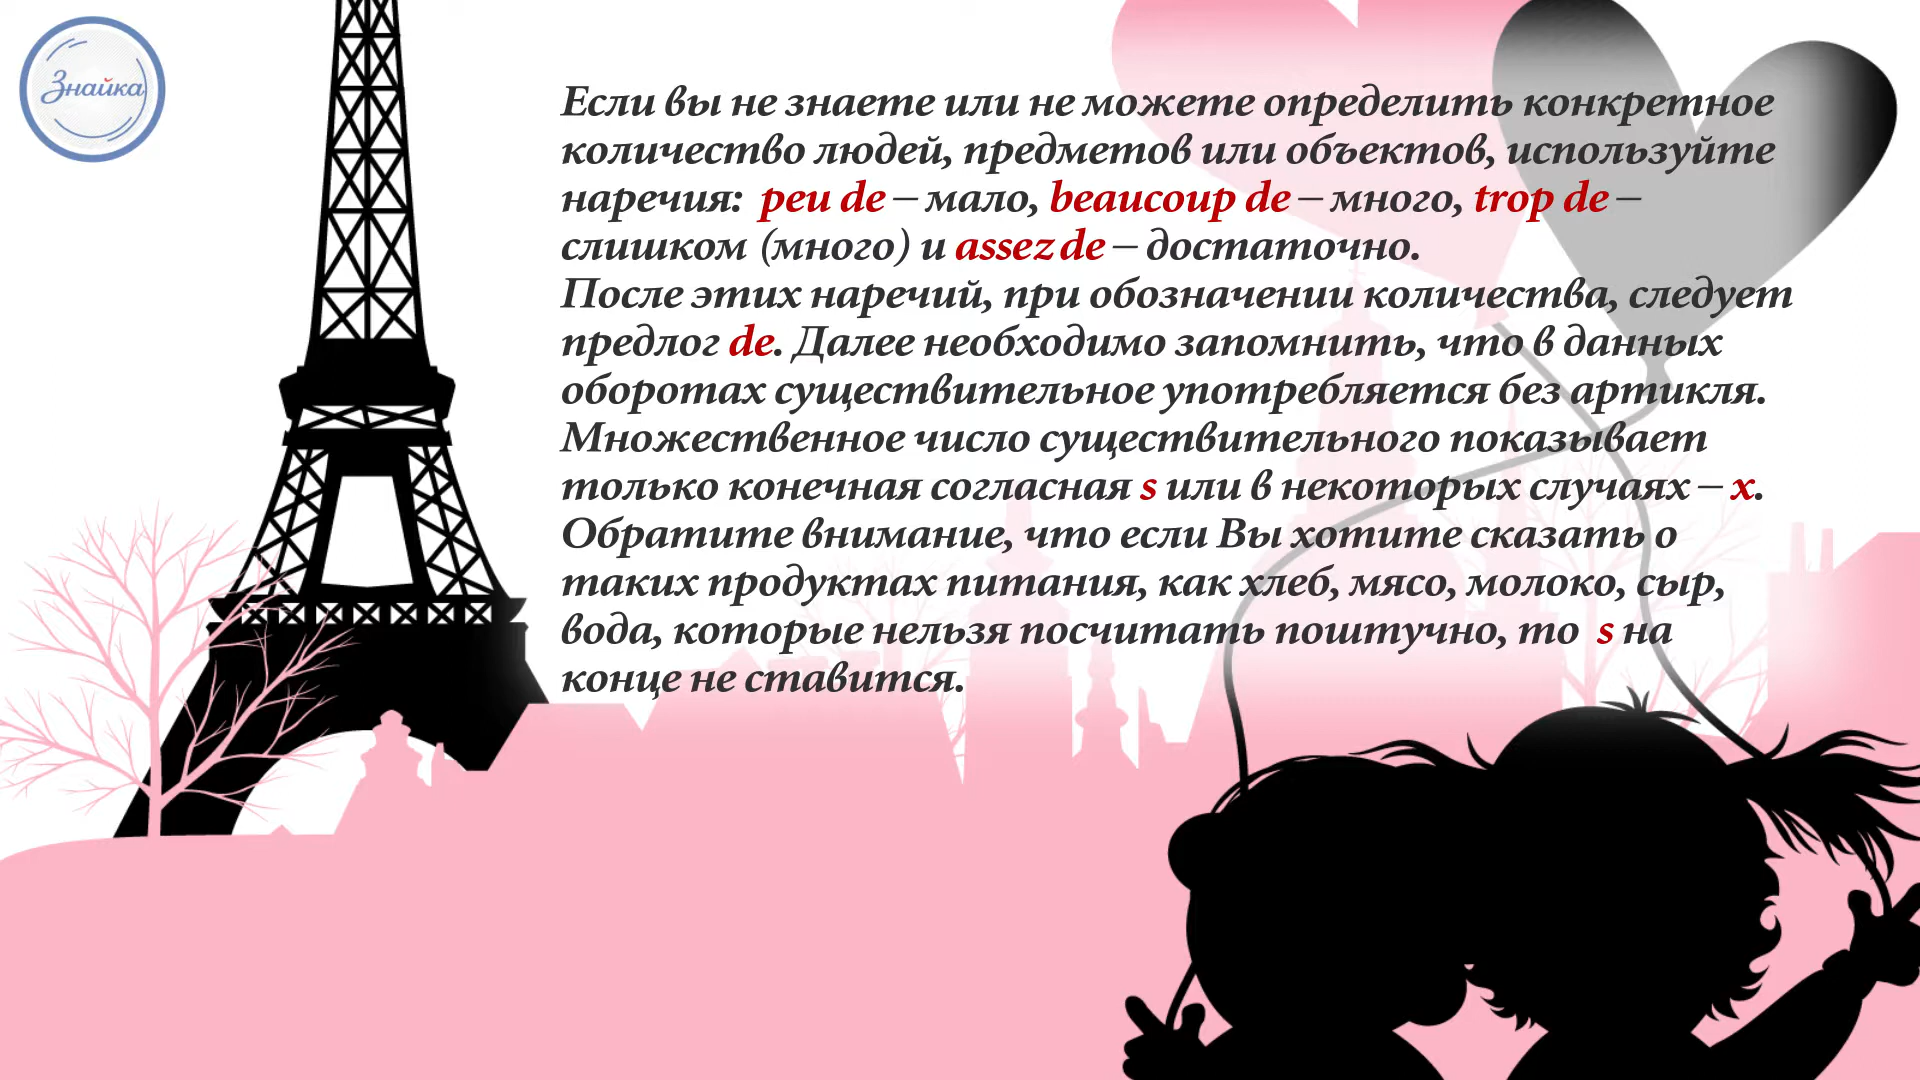 Знайка
Если вы не знаете или не можете определить конкретное
количество людей, предметов или объектов, используйте
наречия: peu de – мало, beaucoup de – много, trop de –
слишком (много) и assez de – достаточно.
После этих наречий, при обозначении количества, следует
предлог de. Далее необходимо запомнить, что в данных
оборотах существительное употребляется без артикля.
Множественное число существительного показывает
только конечная согласная s или в некоторых случаях – x.
Обратите внимание, что если Вы хотите сказать о
таких продуктах питания, как хлеб, мясо, молоко, сыр,
вода, которые нельзя посчитать поштучно, то s на
конце не ставится.